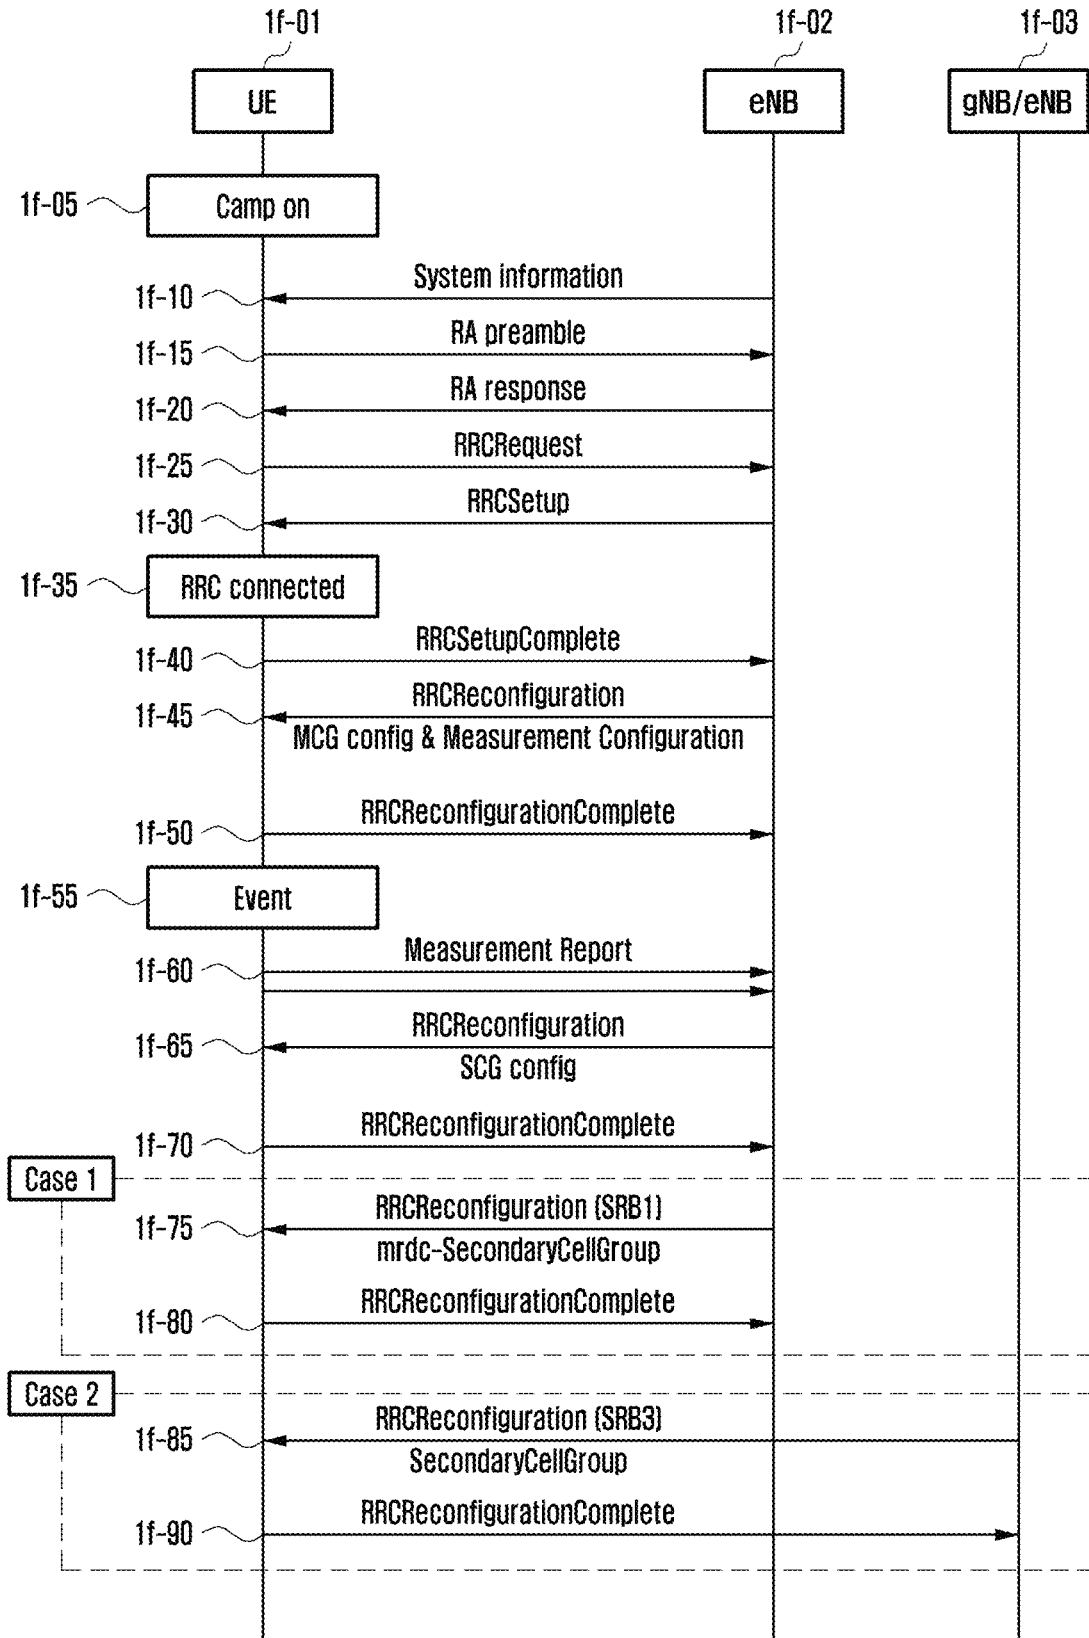 1f-01
1f-02
1f-03
UE
eNB
gNB/eNB
1f-05
Camp on
System information
1f-10
RA preamble
1f-15
RA response
1f-20
RRCRequest
1f-25
RRCSetup
1f-30
1f-35
RRC connected
RRCSetupComplete
1f-40
RRCReconfiguration
1f-45
MCG config & Measurement Configuration
RRCReconfigurationComplete
1f-50
1f-55
Event
Measurement Report
1f-60
RRCReconfiguration
1f-65
SCG config
RRCReconfigurationComplete
1f-70
Case 1
RRCReconfiguration (SRB1)
1f-75
mrdc-SecondaryCellGroup
RRCReconfigurationComplete
1f-80
Case 2
RRCReconfiguration (SRB3)
1f-85
SecondaryCellGroup
RRCReconfigurationComplete
1f-90